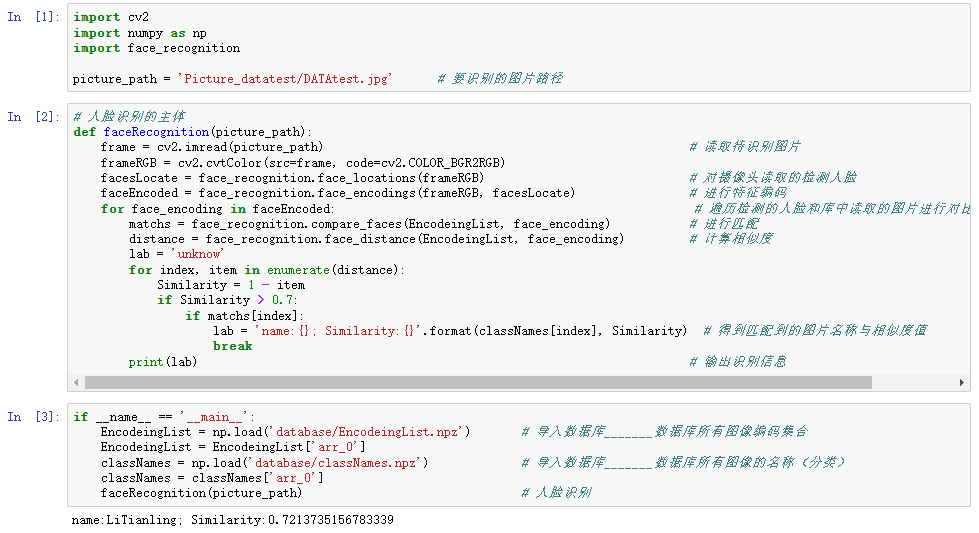 In [1]:
import cv2
import numpy as np
import face_recognition
picture_path = 'Picture_datatest/DATAtest.jpg' # 要识别的图片路径
In [2]:
# 人脸识别的主体
def faceRecognition(picture_path):
frame = cv2.imread(picture_path) # 读取待识别图片
frameRGB = cv2.cvtColor(src=frame, code=cv2.COLOR_BGR2RGB)
facesLocate = face_recognition.face_locations(frameRGB) # 对摄像头读取的检测人脸
faceEncoded = face_recognition.face_encodings(frameRGB, facesLocate) # 进行特征编码
for face_encoding in faceEncoded: # 遍历检测的人脸和库中读取的图片进行对比
matchs = face_recognition.compare_faces(EncodeingList, face_encoding) # 进行匹配
distance = face_recognition.face_distance(EncodeingList, face_encoding) # 计算相似度
lab = 'unknow'
for index, item in enumerate(distance):
Similarity = 1 - item
if Similarity > 0.7:
if matchs[index]:
lab = 'name:{}; Similarity:{}'.format(classNames[index], Similarity) # 得到匹配到的图片名称与相似度值
break
print(lab) # 输出识别信息
In [3]:
if __name__ == '__main__':
EncodeingList = np.load('database/EncodeingList.npz') # 导入数据库_______数据库所有图像编码集合
EncodeingList = EncodeingList['arr_0']
classNames = np.load('database/classNames.npz') # 导入数据库_______数据库所有图像的名称（分类）
classNames = classNames['arr_0']
faceRecognition(picture_path) # 人脸识别
name:LiTianling; Similarity:0.7213735156783339